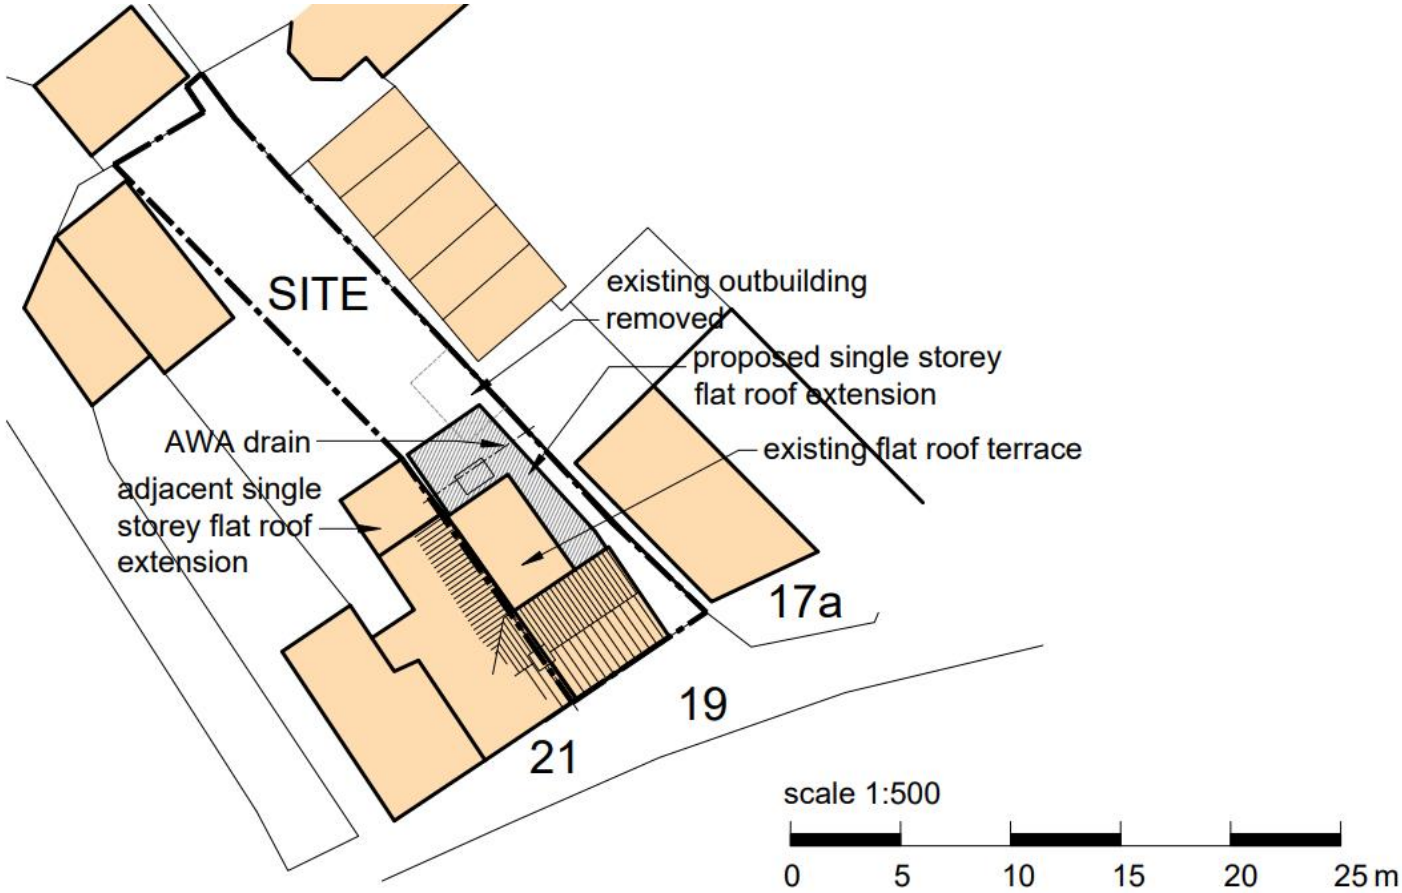 SITE
existing outbuilding
removed
proposed single storey
flat roof extension
AWA drain
existing flat roof terrace
adjacent single
storey flat roof
extension
17a
19
21
scale 1:500
0 5 10 15 20 25 m